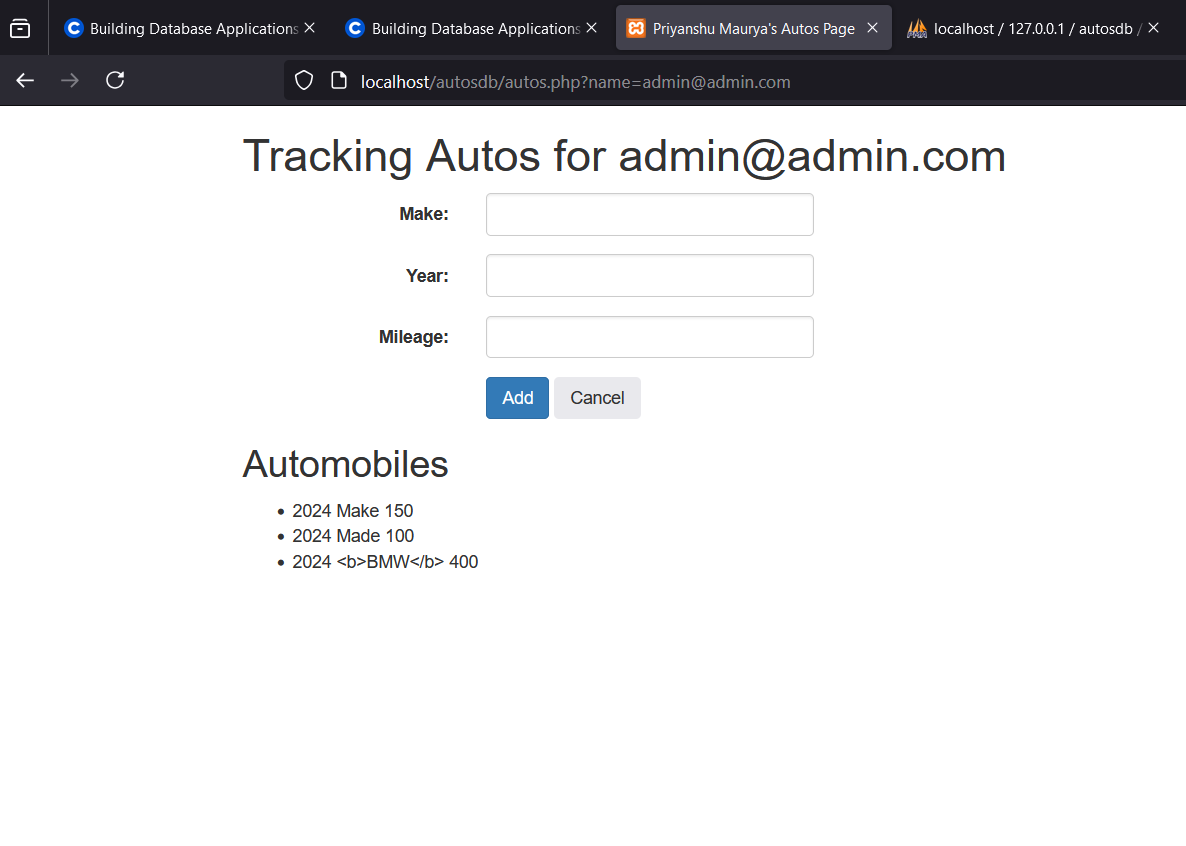 Building Database Applications
Building Database Applications
Priyanshu Maurya's Autos Page
localhost / 127.0.0.1 / autosdb /
localhost/autosdb/autos.php?name=admin@admin.com
Tracking Autos for admin@admin.com
Make:
Year:
Mileage:
Add Cancel
Automobiles
• 2024 Make 150
• 2024 Made 100
• 2024 <b>BMW</b> 400